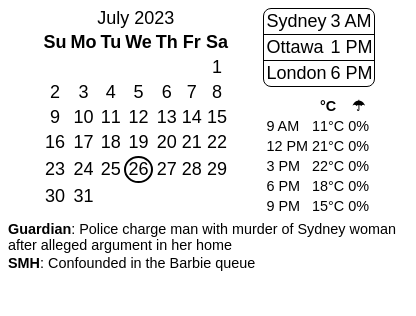 July 2023
Su Mo Tu We Th Fr Sa
1
2 3 4 5 6 7 8
9 10 11 12 13 14 15
16 17 18 19 20 21 22
23 24 25 26 27 28 29
30 31
Sydney 3 AM
Ottawa 1 PM
London 6 PM
°C ☂
9 AM 11°C 0%
12 PM 21°C 0%
3 PM 22°C 0%
6 PM 18°C 0%
9 PM 15°C 0%
Guardian: Police charge man with murder of Sydney woman
after alleged argument in her home
SMH: Confounded in the Barbie queue